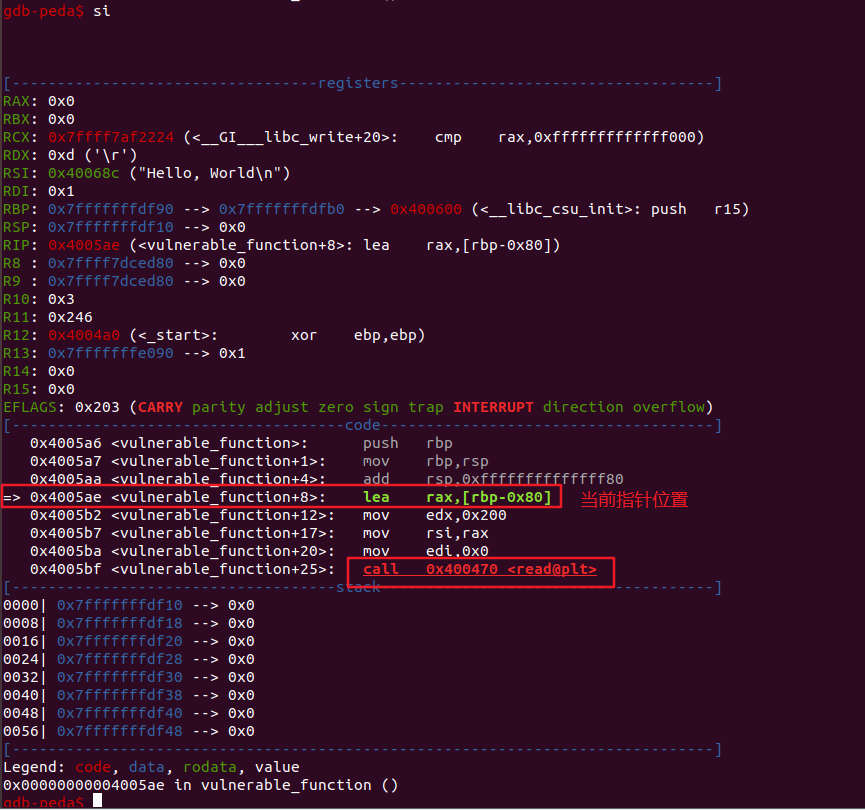 gdb-peda$ si
[----------------------------------registers-----------------------------------]
RAX: 0x0
RBX: 0x0
RCX: 0x7ffff7af2224 (<__GI___libc_write+20>:    cmp    rax,0xfffffffffffff000)
RDX: 0xd ('\r')
RSI: 0x40068c ("Hello, World\n")
RDI: 0x1
RBP: 0x7fffffffdf90 --> 0x7fffffffdfb0 --> 0x400600 (<__libc_csu_init>: push   r15)
RSP: 0x7fffffffdf10 --> 0x0
RIP: 0x4005ae (<vulnerable_function+8>: lea    rax,[rbp-0x80])
R8 : 0x7ffff7dced80 --> 0x0
R9 : 0x7ffff7dced80 --> 0x0
R10: 0x3
R11: 0x246
R12: 0x4004a0 (<_start>:        xor    ebp,ebp)
R13: 0x7fffffffe090 --> 0x1
R14: 0x0
R15: 0x0
EFLAGS: 0x203 (CARRY parity adjust zero sign trap INTERRUPT direction overflow)
[-------------------------------------code-------------------------------------]
   0x4005a6 <vulnerable_function>:      push   rbp
   0x4005a7 <vulnerable_function+1>:    mov    rbp,rsp
   0x4005aa <vulnerable_function+4>:    add    rsp,0xffffffffffffff80
=> 0x4005ae <vulnerable_function+8>:    lea    rax,[rbp-0x80] 当前指针位置
   0x4005b2 <vulnerable_function+12>:   mov    edx,0x200
   0x4005b7 <vulnerable_function+17>:   mov    rsi,rax
   0x4005ba <vulnerable_function+20>:   mov    edi,0x0
   0x4005bf <vulnerable_function+25>:   call   0x400470 <read@plt>
[------------------------------------stack-------------------------------------]
0000| 0x7fffffffdf10 --> 0x0
0008| 0x7fffffffdf18 --> 0x0
0016| 0x7fffffffdf20 --> 0x0
0024| 0x7fffffffdf28 --> 0x0
0032| 0x7fffffffdf30 --> 0x0
0040| 0x7fffffffdf38 --> 0x0
0048| 0x7fffffffdf40 --> 0x0
0056| 0x7fffffffdf48 --> 0x0
[------------------------------------------------------------------------------]
Legend: code, data, rodata, value
0x00000000004005ae in vulnerable_function ()
gdb-peda$